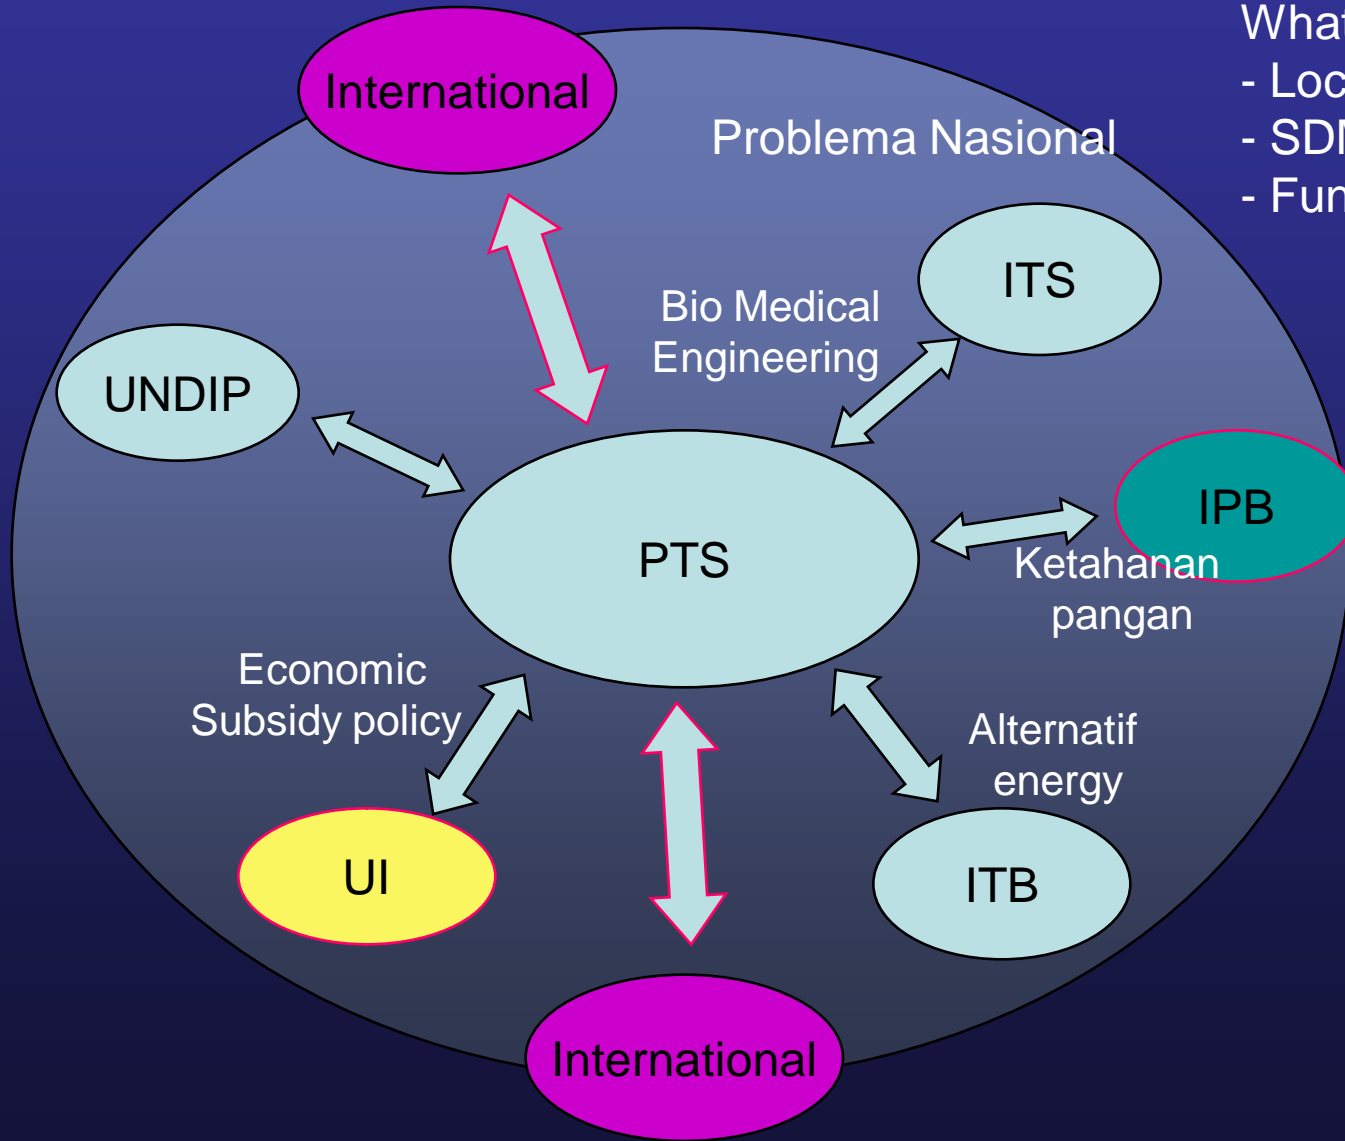 What
- Loc
- SDM
- Fun
International
Problema Nasional
ITS
Bio Medical
Engineering
UNDIP
IPB
PTS
Ketahanan
pangan
Economic
Subsidy policy
Alternatif
energy
UI
ITB
International